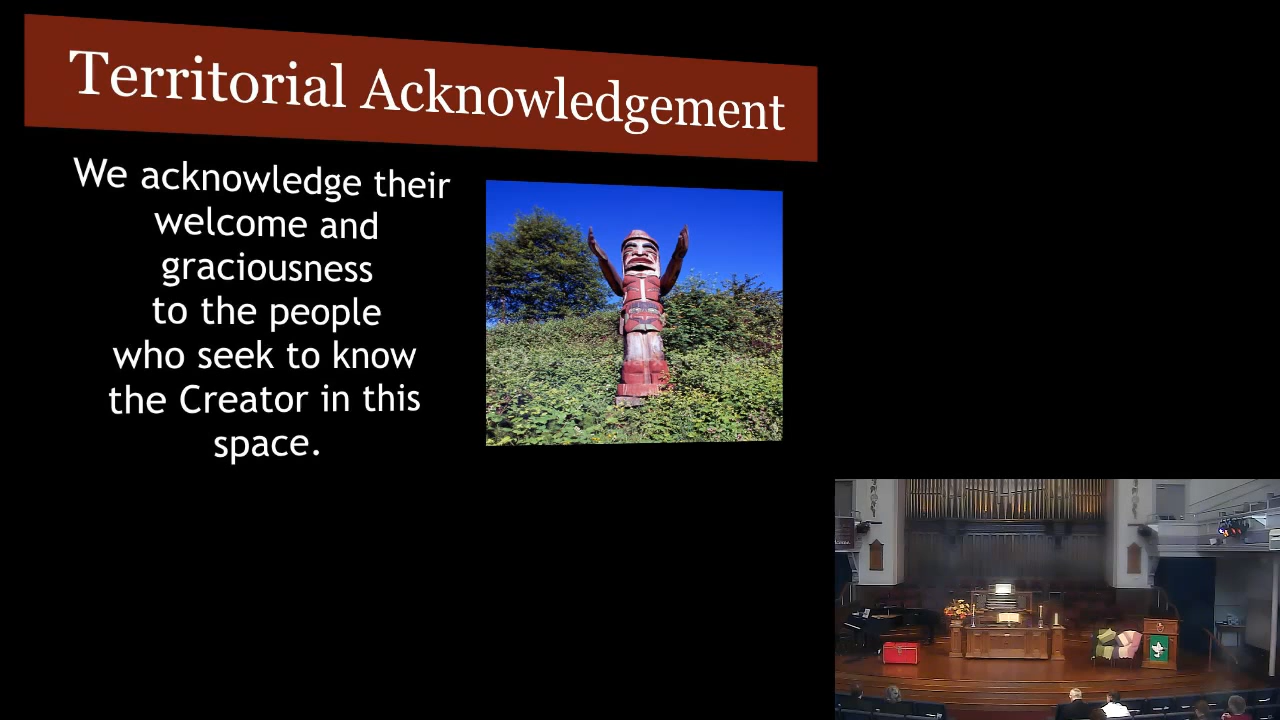 Territorial Acknowledgement
We acknowledge their
welcome and
graciousness
to the people
who seek to know
the Creator in this
space.